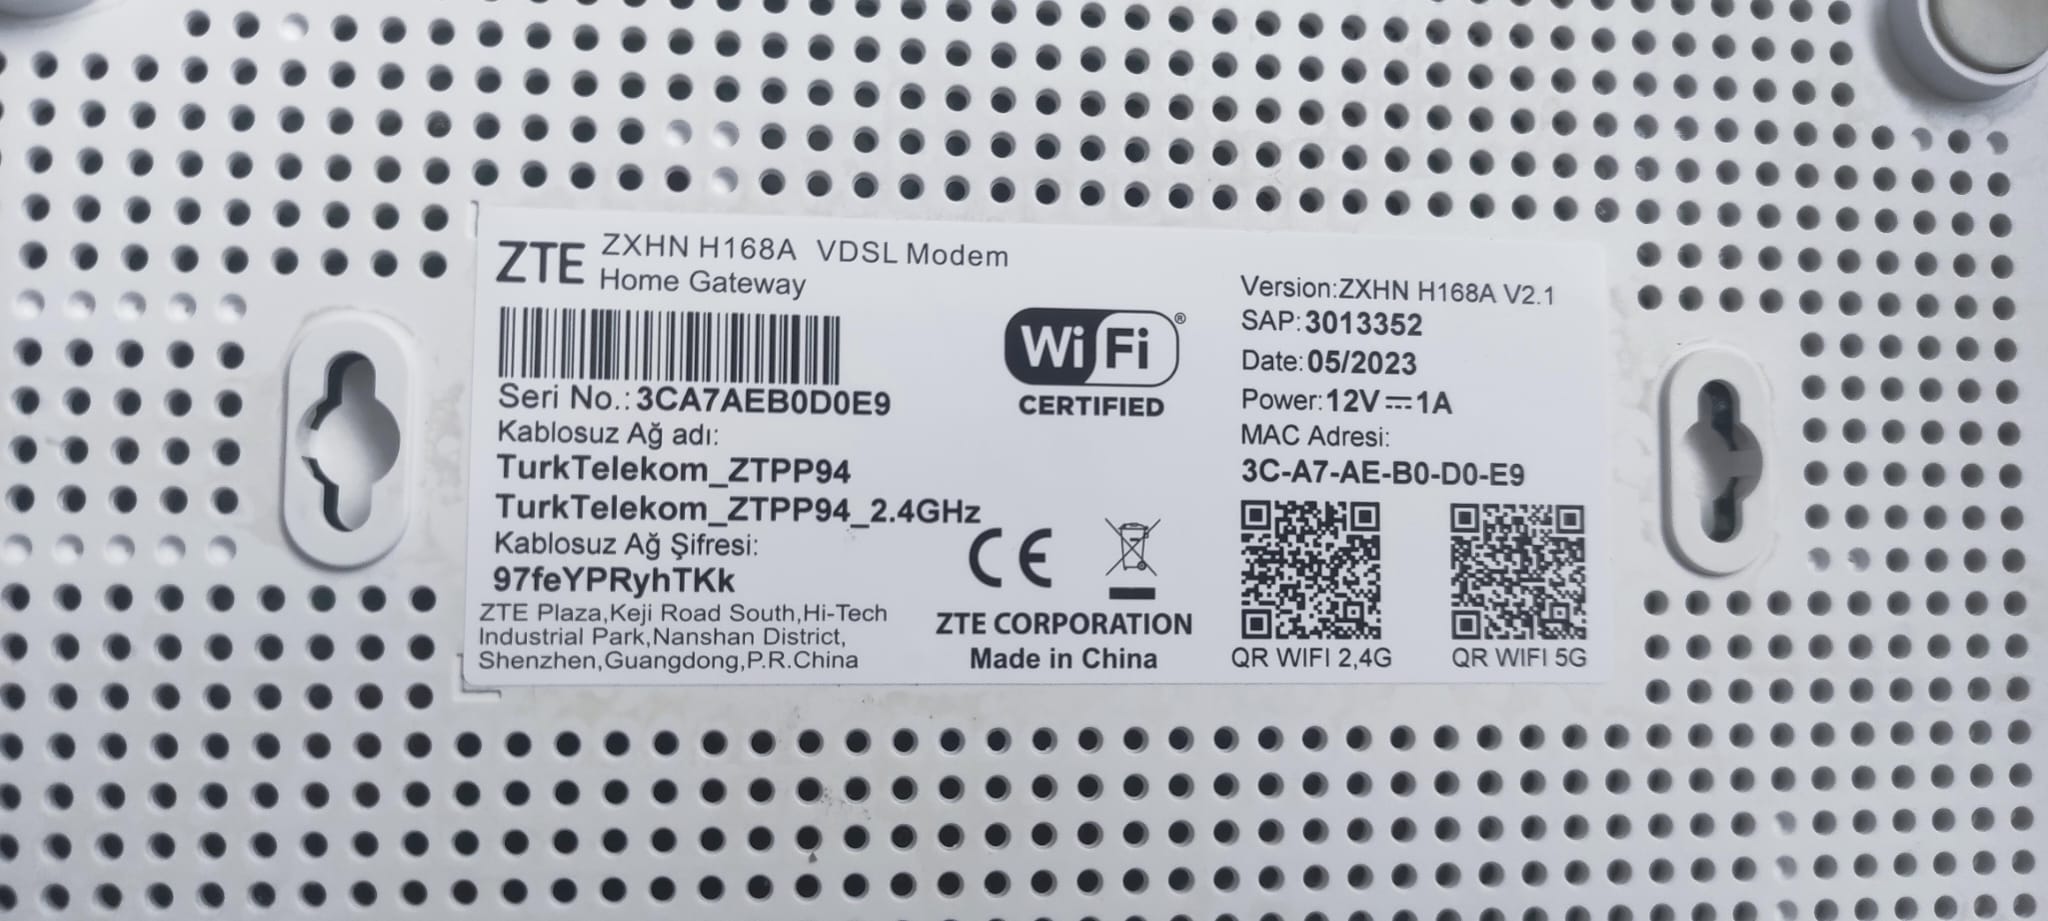 ZTE ZXHN H168A VDSL Modem
Home Gateway
Seri No.: 3CA7AEB0D0E9
Kablosuz Ağ adı:
TurkTelekom_ZTPP94
TurkTelekom_ZTPP94_2.4GHz
Kablosuz Ağ Şifresi:
97feYPRyhTKk
ZTE Plaza,Keji Road South,Hi-Tech
Industrial Park,Nanshan District,
Shenzhen,Guangdong,P.R.China
Wi Fi ®
CERTIFIED
CE
ZTE CORPORATION
Made in China
Version:ZXHN H168A V2.1
SAP:3013352
Date:05/2023
Power:12V⎓1A
MAC Adresi:
3C-A7-AE-B0-D0-E9
QR WIFI 2,4G
QR WIFI 5G